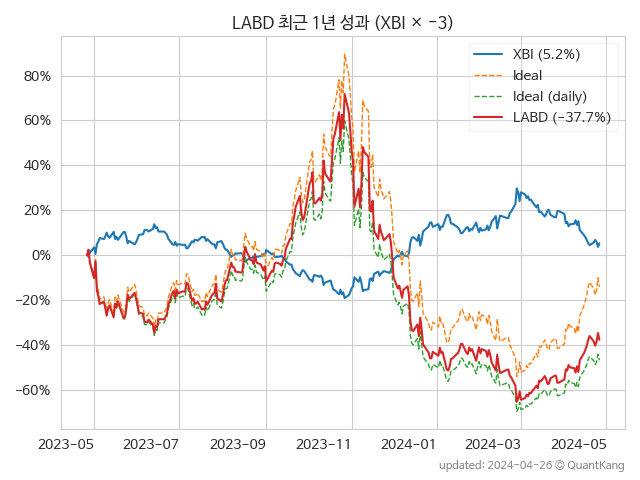 LABD 최근 1년 성과 (XBI × −3)
XBI (5.2%)
Ideal
Ideal (daily)
LABD (−37.7%)
80%
60%
40%
20%
0%
−20%
−40%
−60%
2023-05
2023-07
2023-09
2023-11
2024-01
2024-03
2024-05
updated: 2024-04-26 © QuantKang